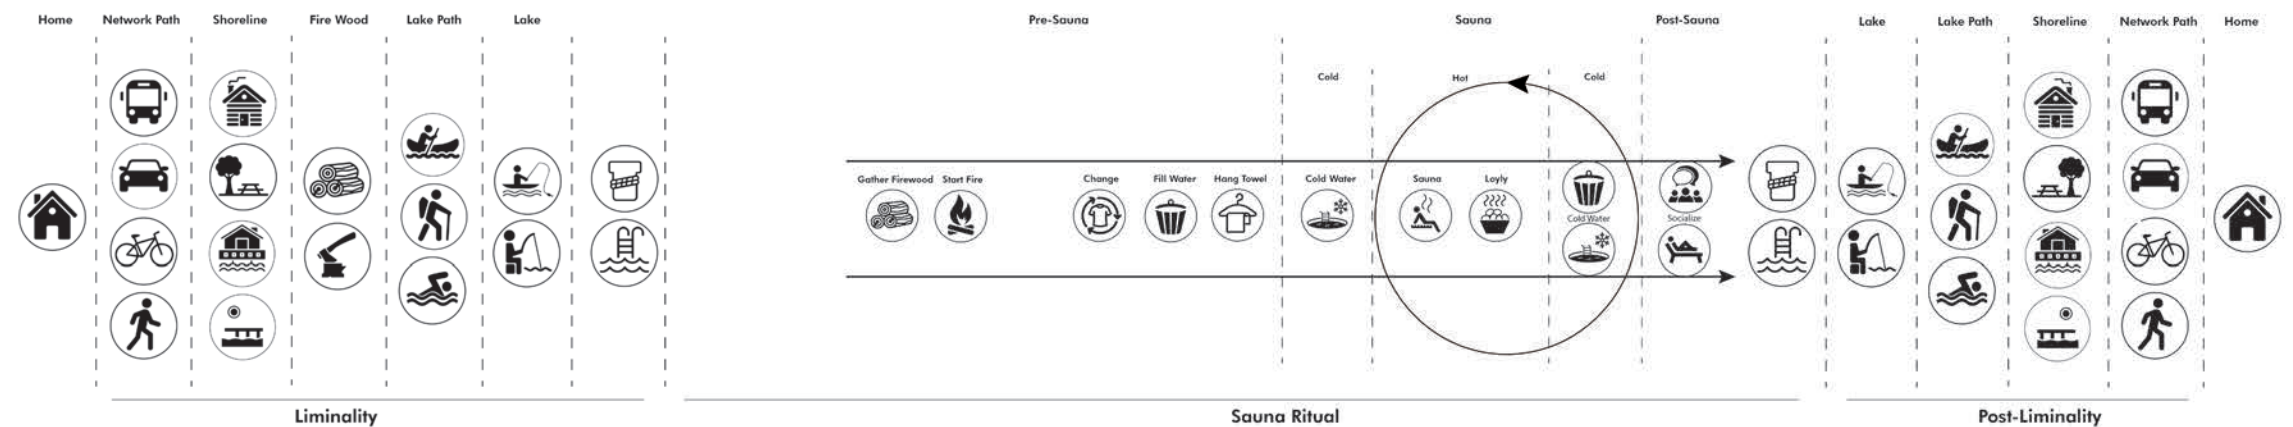 Home
Network Path
Shoreline
Fire Wood
Lake Path
Lake
Pre-Sauna
Sauna
Post-Sauna
Lake
Lake Path
Shoreline
Network Path
Home
Cold
Hot
Cold
Gather Firewood
Start Fire
Change
Fill Water
Hang Towel
Cold Water
Sauna
Loyly
Cold Water
Socialize
Liminality
Sauna Ritual
Post-Liminality